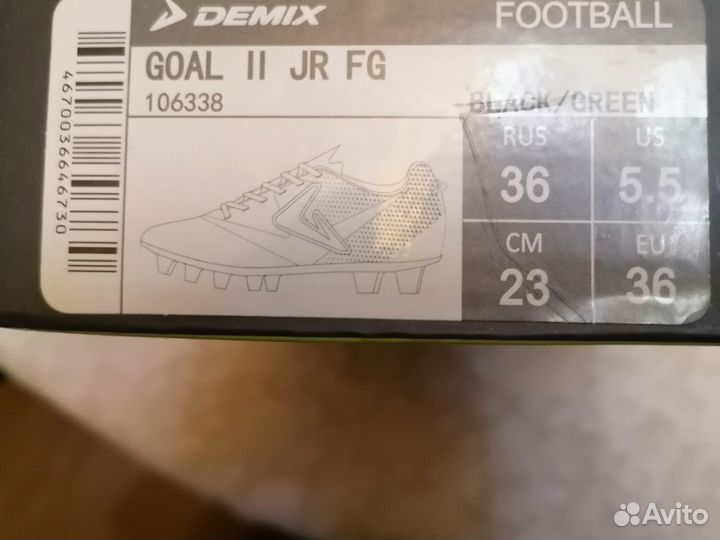 DEMIX FOOTBALL
GOAL II JR FG
106338 BLACK/GREEN
4670036646730
RUS US
36 5.5
CM EU
23 36
Avito